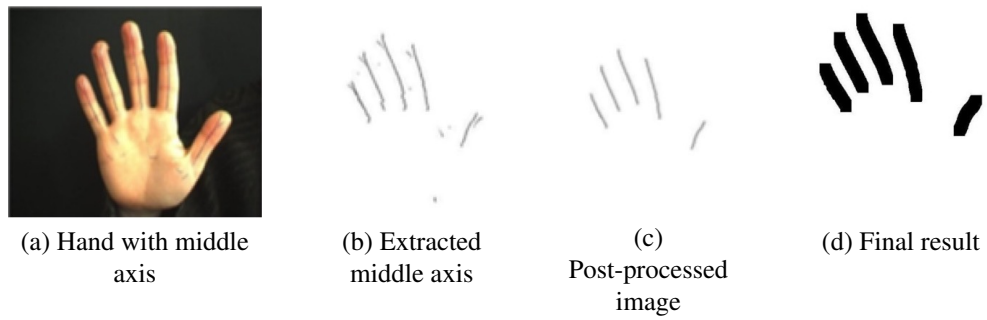 (a) Hand with middle
axis
(b) Extracted
middle axis
(c)
Post-processed
image
(d) Final result